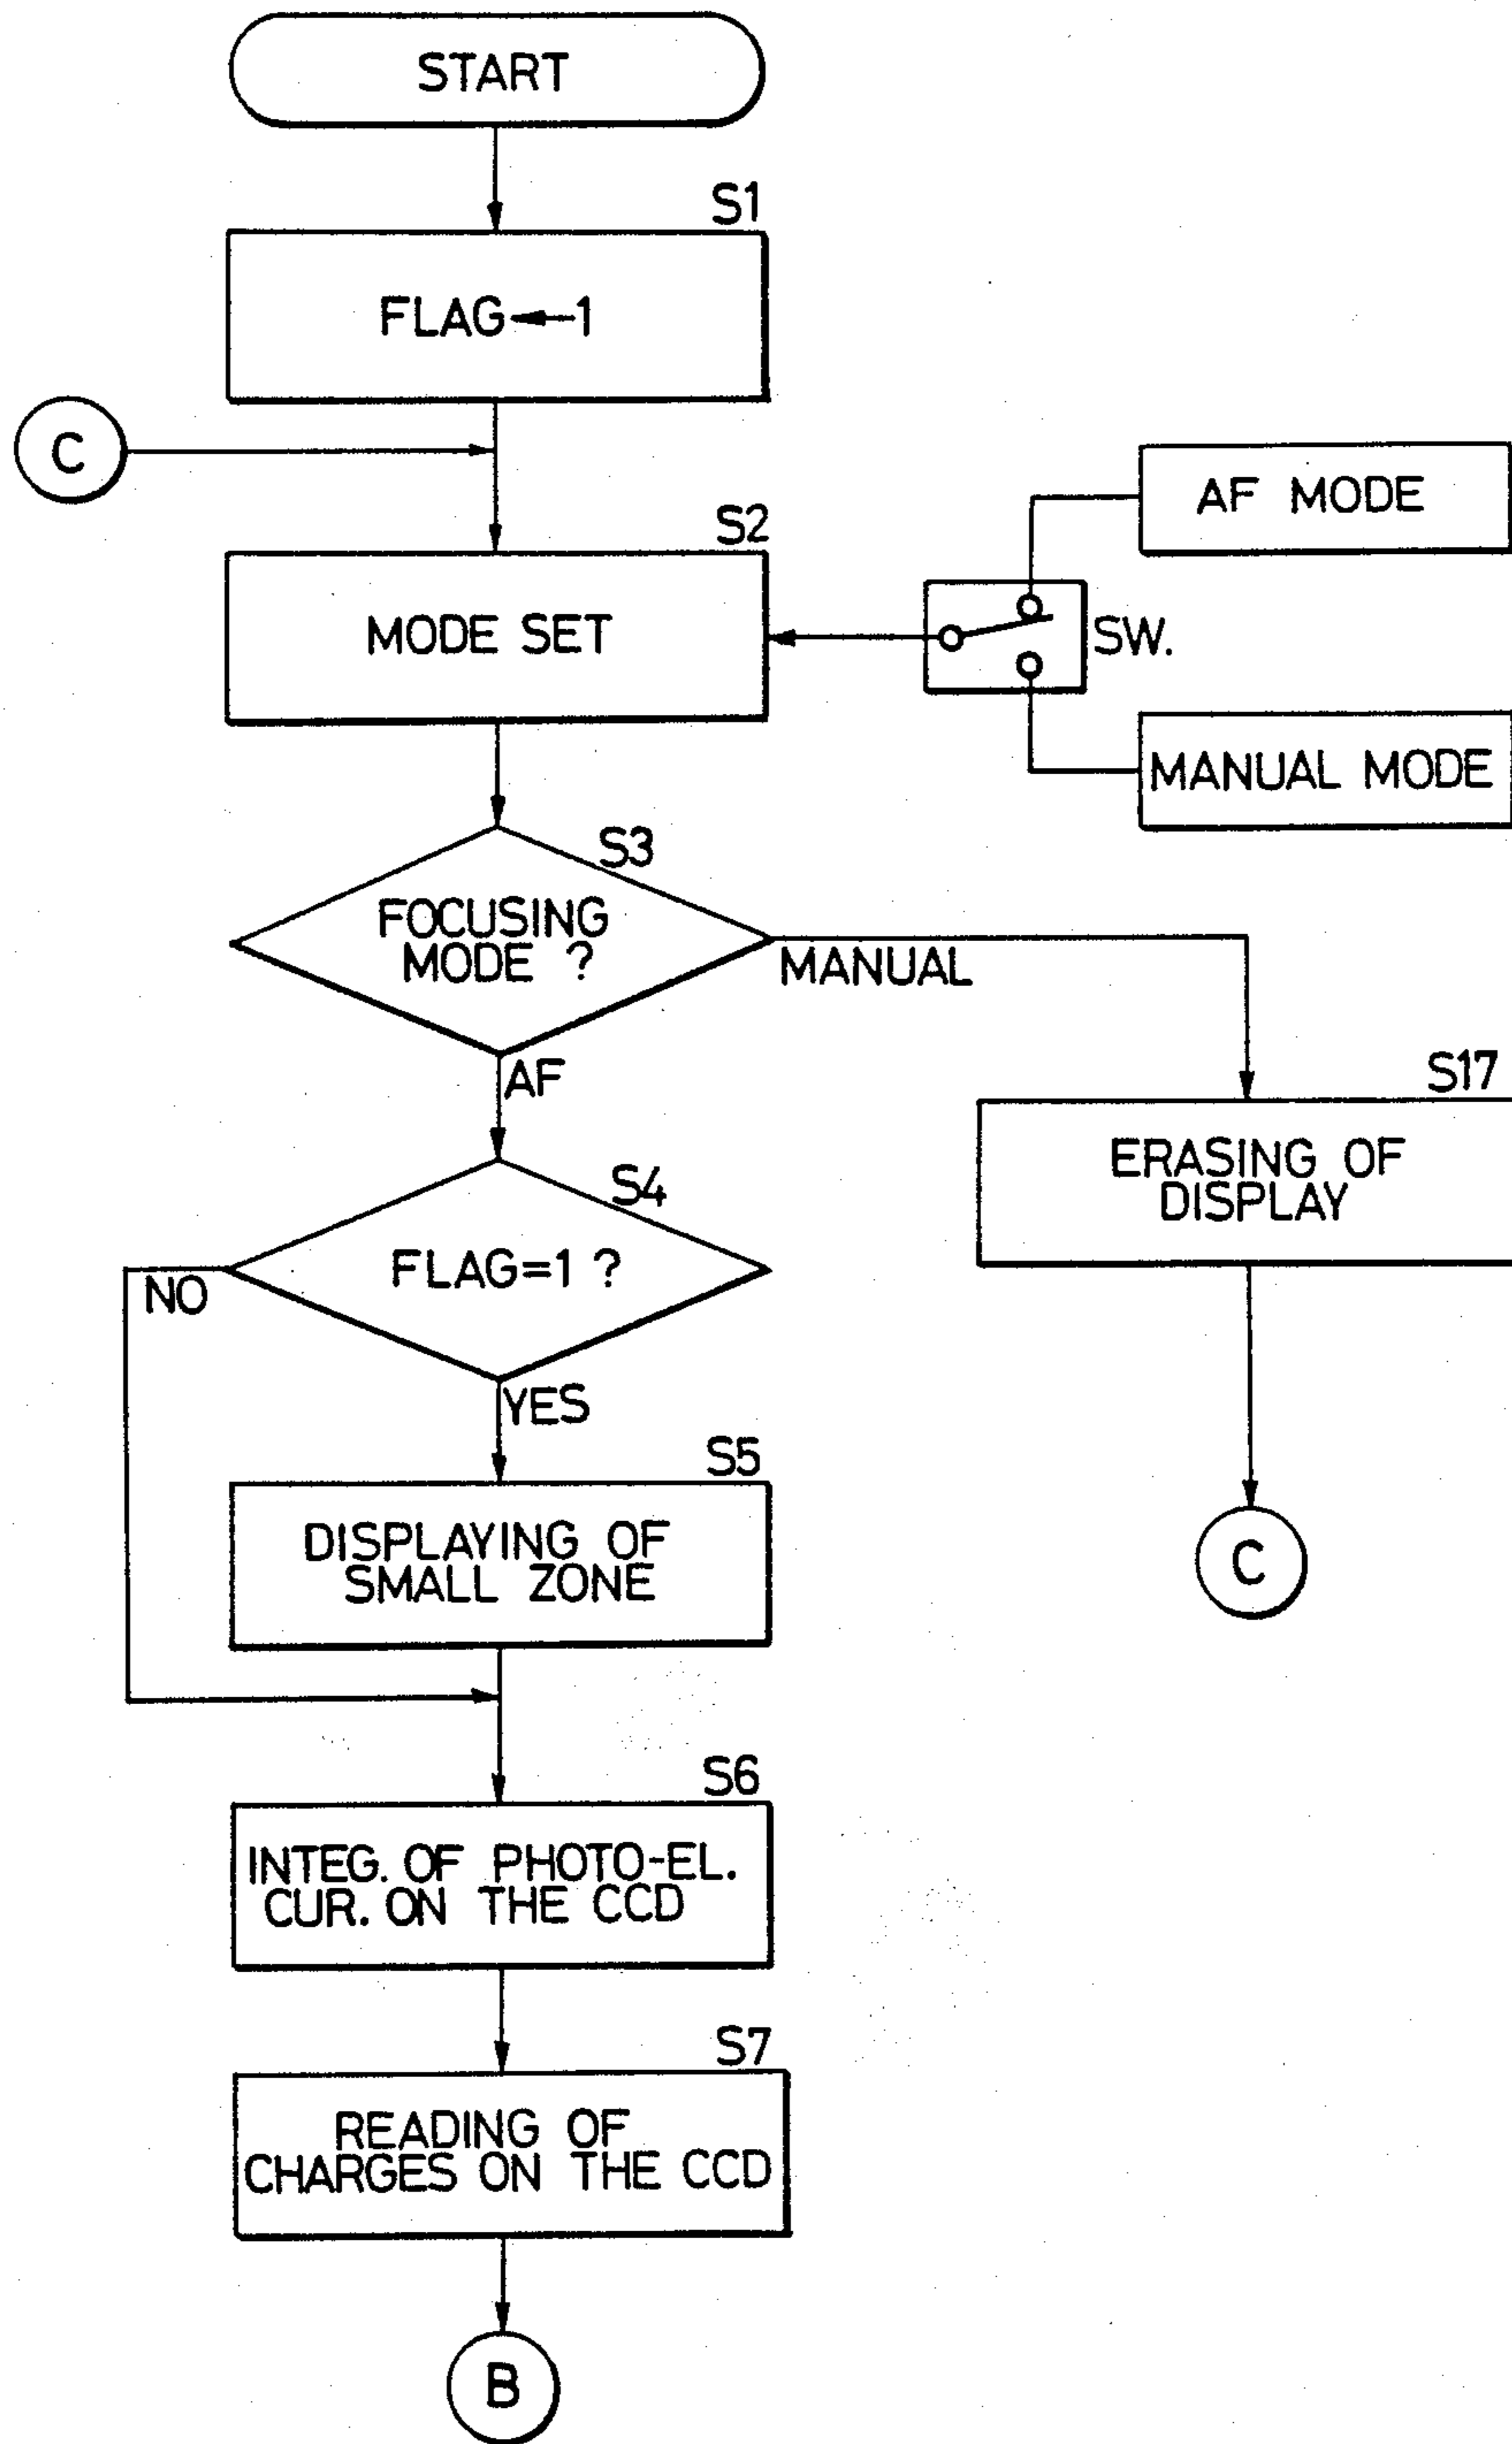 START
S1
FLAG←1
C
S2
AF MODE
MODE SET
SW.
MANUAL MODE
S3
FOCUSING
MODE ?
MANUAL
AF
S17
ERASING OF
DISPLAY
S4
FLAG=1 ?
NO
YES
S5
DISPLAYING OF
SMALL ZONE
C
S6
INTEG. OF PHOTO-EL.
CUR. ON THE CCD
S7
READING OF
CHARGES ON THE CCD
B